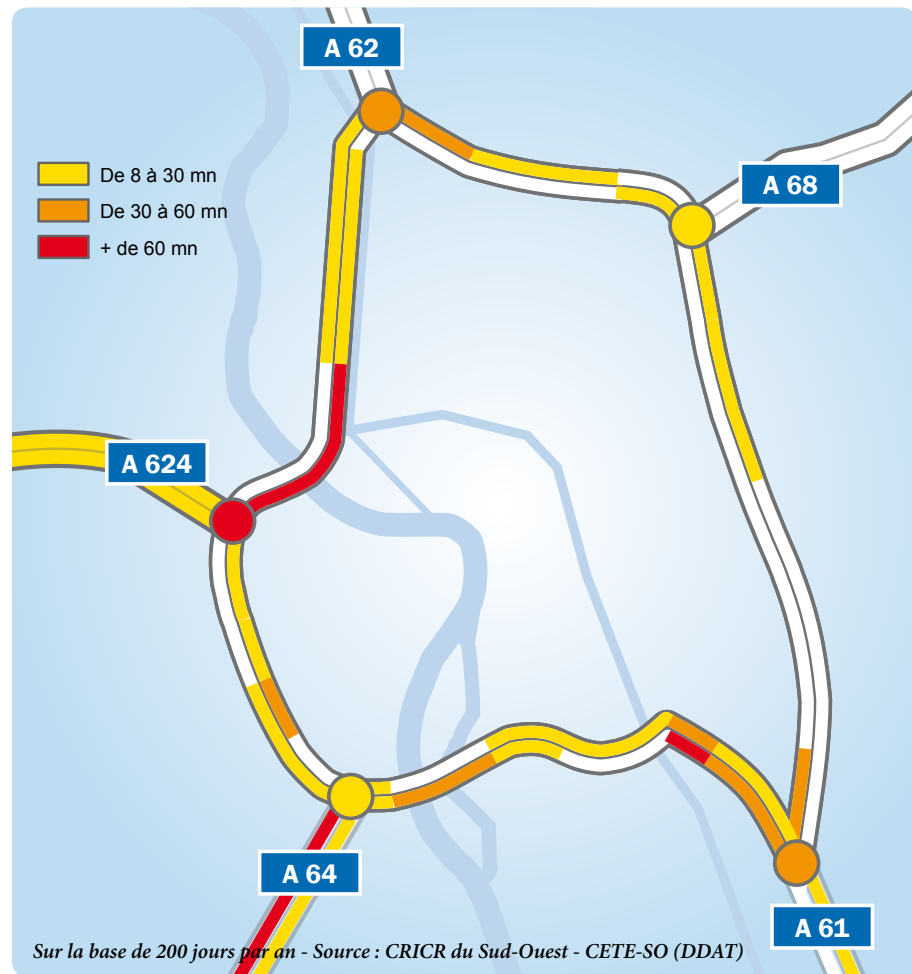 A 62
De 8 à 30 mn
De 30 à 60 mn
+ de 60 mn
A 68
A 624
A 64
A 61
Sur la base de 200 jours par an - Source : CRICR du Sud-Ouest - CETE-SO (DDAT)